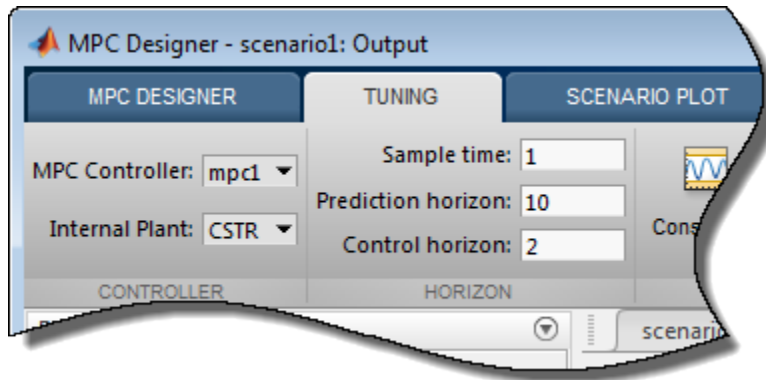 MPC Designer - scenario1: Output
MPC DESIGNER TUNING SCENARIO PLOT
MPC Controller: mpc1
Internal Plant: CSTR
Sample time: 1
Prediction horizon: 10
Control horizon: 2
CONTROLLER
HORIZON